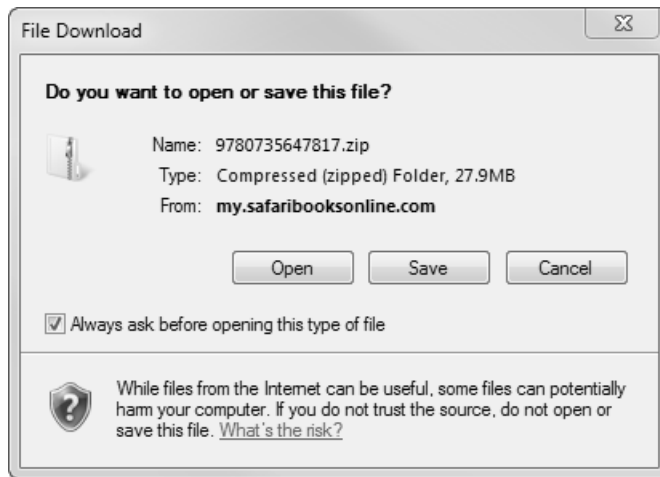 File Download
Do you want to open or save this file?
Name: 9780735647817.zip
Type: Compressed (zipped) Folder, 27.9MB
From: my.safaribooksonline.com
Open Save Cancel
Always ask before opening this type of file
While files from the Internet can be useful, some files can potentially
harm your computer. If you do not trust the source, do not open or
save this file. What's the risk?